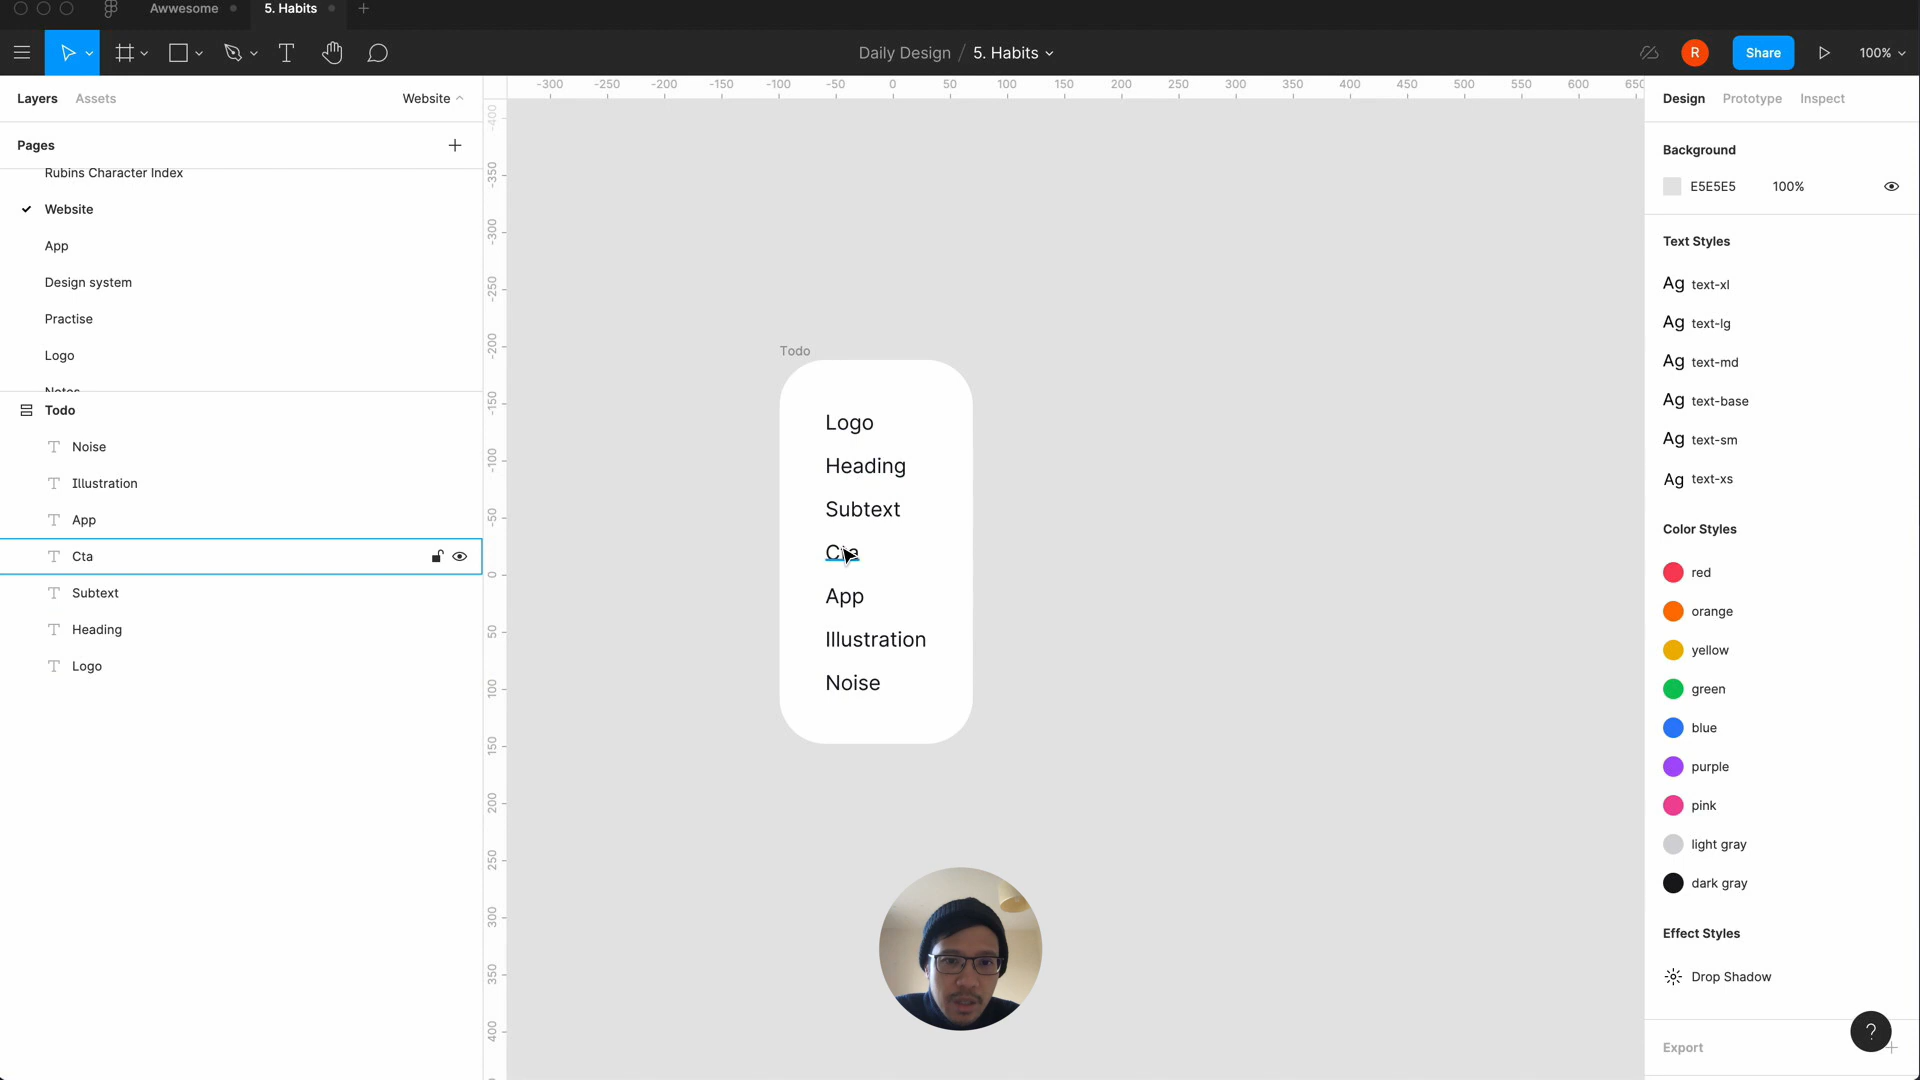 Awwesome
5. Habits
Daily Design / 5. Habits
R
Share
100%
Layers
Assets
Website
Pages
Rubins Character Index
Website
App
Design system
Practise
Logo
Notes
Todo
Noise
Illustration
App
Cta
Subtext
Heading
Logo
-300 -250 -200 -150 -100 -50 0 50 100 150 200 250 300 350 400 450 500 550 600 650
-400
-350
-300
-250
-200
-150
-100
-50
0
50
100
150
200
250
300
350
400
Todo
Logo
Heading
Subtext
Cta
App
Illustration
Noise
Design
Prototype
Inspect
Background
E5E5E5 100%
Text Styles
Ag text-xl
Ag text-lg
Ag text-md
Ag text-base
Ag text-sm
Ag text-xs
Color Styles
red
orange
yellow
green
blue
purple
pink
light gray
dark gray
Effect Styles
Drop Shadow
Export
?